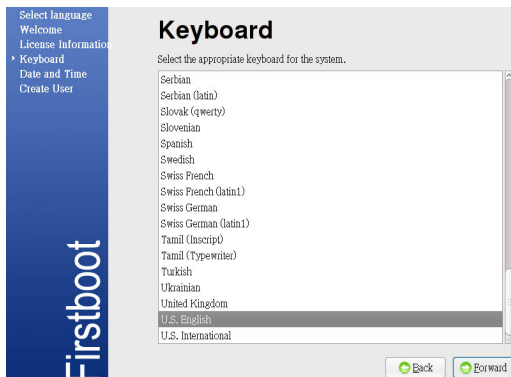 Select language
Welcome
License Information
Keyboard
Date and Time
Create User
Firstboot
Keyboard
Select the appropriate keyboard for the system.
Serbian
Serbian (latin)
Slovak (qwerty)
Slovenian
Spanish
Swedish
Swiss French
Swiss French (latin1)
Swiss German
Swiss German (latin1)
Tamil (Inscript)
Tamil (Typewriter)
Turkish
Ukrainian
United Kingdom
U.S. English
U.S. International
Back
Forward